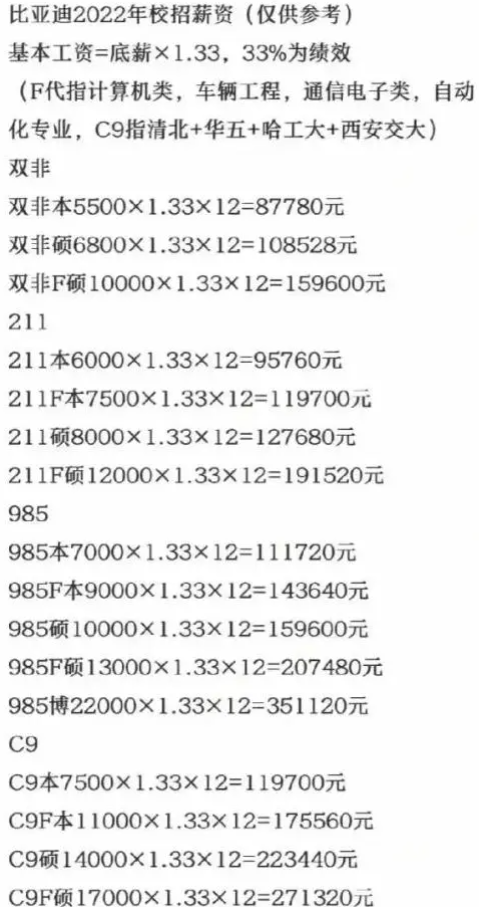 比亚迪2022年校招薪资（仅供参考）
基本工资=底薪×1.33，33%为绩效
（F代指计算机类，车辆工程，通信电子类，自动
化专业，C9指清北+华五+哈工大+西安交大）
双非
双非本5500×1.33×12=87780元
双非硕6800×1.33×12=108528元
双非F硕10000×1.33×12=159600元
211
211本6000×1.33×12=95760元
211F本7500×1.33×12=119700元
211硕8000×1.33×12=127680元
211F硕12000×1.33×12=191520元
985
985本7000×1.33×12=111720元
985F本9000×1.33×12=143640元
985硕10000×1.33×12=159600元
985F硕13000×1.33×12=207480元
985博22000×1.33×12=351120元
C9
C9本7500×1.33×12=119700元
C9F本11000×1.33×12=175560元
C9硕14000×1.33×12=223440元
C9F硕17000×1.33×12=271320元